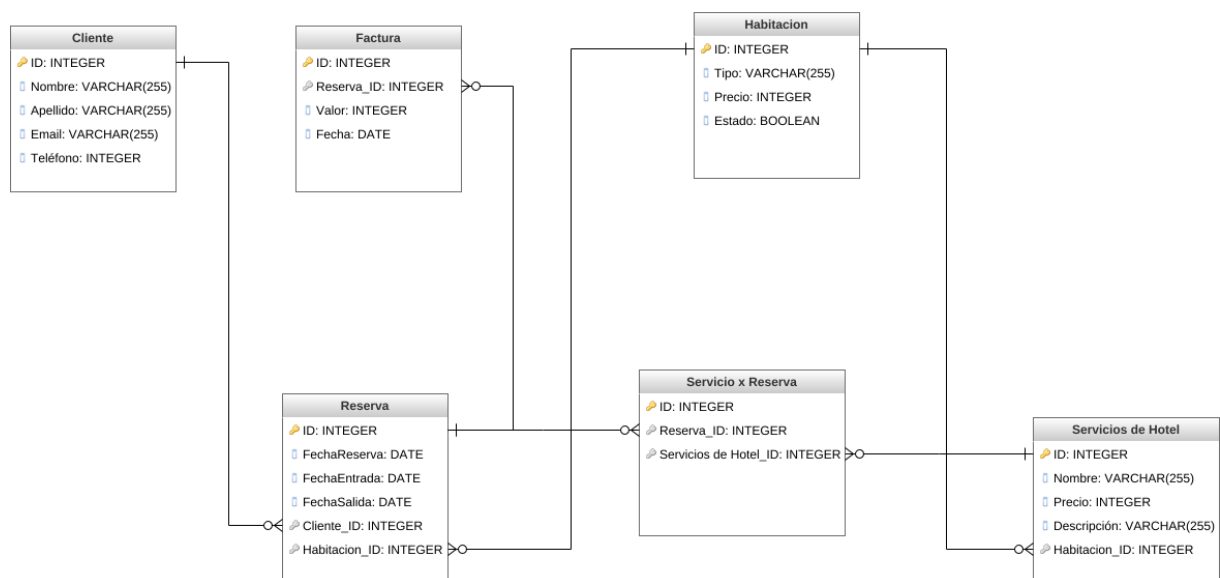 Cliente
ID: INTEGER
Nombre: VARCHAR(255)
Apellido: VARCHAR(255)
Email: VARCHAR(255)
Teléfono: INTEGER
Factura
ID: INTEGER
Reserva_ID: INTEGER
Valor: INTEGER
Fecha: DATE
Habitacion
ID: INTEGER
Tipo: VARCHAR(255)
Precio: INTEGER
Estado: BOOLEAN
Reserva
ID: INTEGER
FechaReserva: DATE
FechaEntrada: DATE
FechaSalida: DATE
Cliente_ID: INTEGER
Habitacion_ID: INTEGER
Servicio x Reserva
ID: INTEGER
Reserva_ID: INTEGER
Servicios de Hotel_ID: INTEGER
Servicios de Hotel
ID: INTEGER
Nombre: VARCHAR(255)
Precio: INTEGER
Descripción: VARCHAR(255)
Habitacion_ID: INTEGER